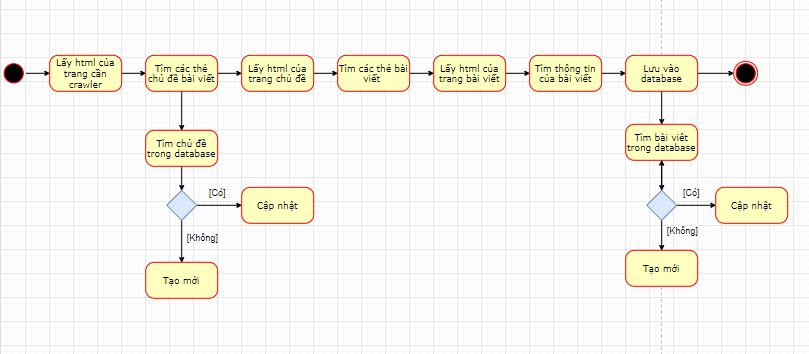 Lấy html của
trang cần
crawler
Tìm các thẻ
chủ đề bài viết
Lấy html của
trang chủ đề
Tìm các thẻ bài
viết
Lấy html của
trang bài viết
Tìm thông tin
của bài viết
Lưu vào
database
Tìm chủ đề
trong database
[Có]
Cập nhật
[Không]
Tạo mới
Tìm bài viêt
trong database
[Có]
Cập nhật
[Không]
Tạo mới